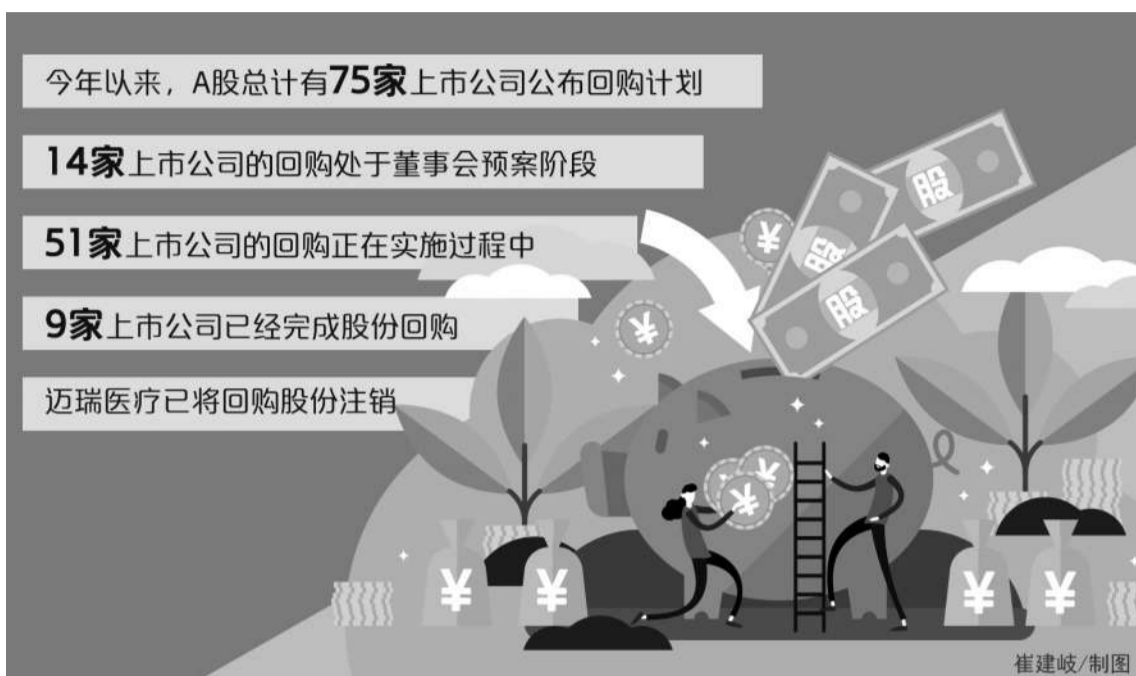 今年以来，A股总计有75家上市公司公布回购计划
14家上市公司的回购处于董事会预案阶段
51家上市公司的回购正在实施过程中
9家上市公司已经完成股份回购
迈瑞医疗已将回购股份注销
股
股
股
¥
¥
¥
¥
¥
¥
¥
¥
¥
崔建岐/制图